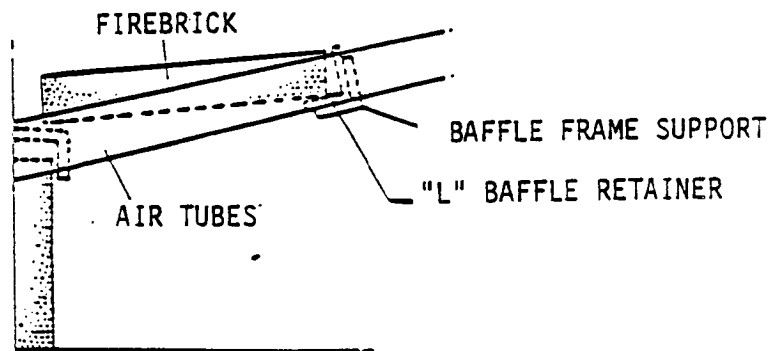 FIREBRICK
BAFFLE FRAME SUPPORT
"L" BAFFLE RETAINER
AIR TUBES